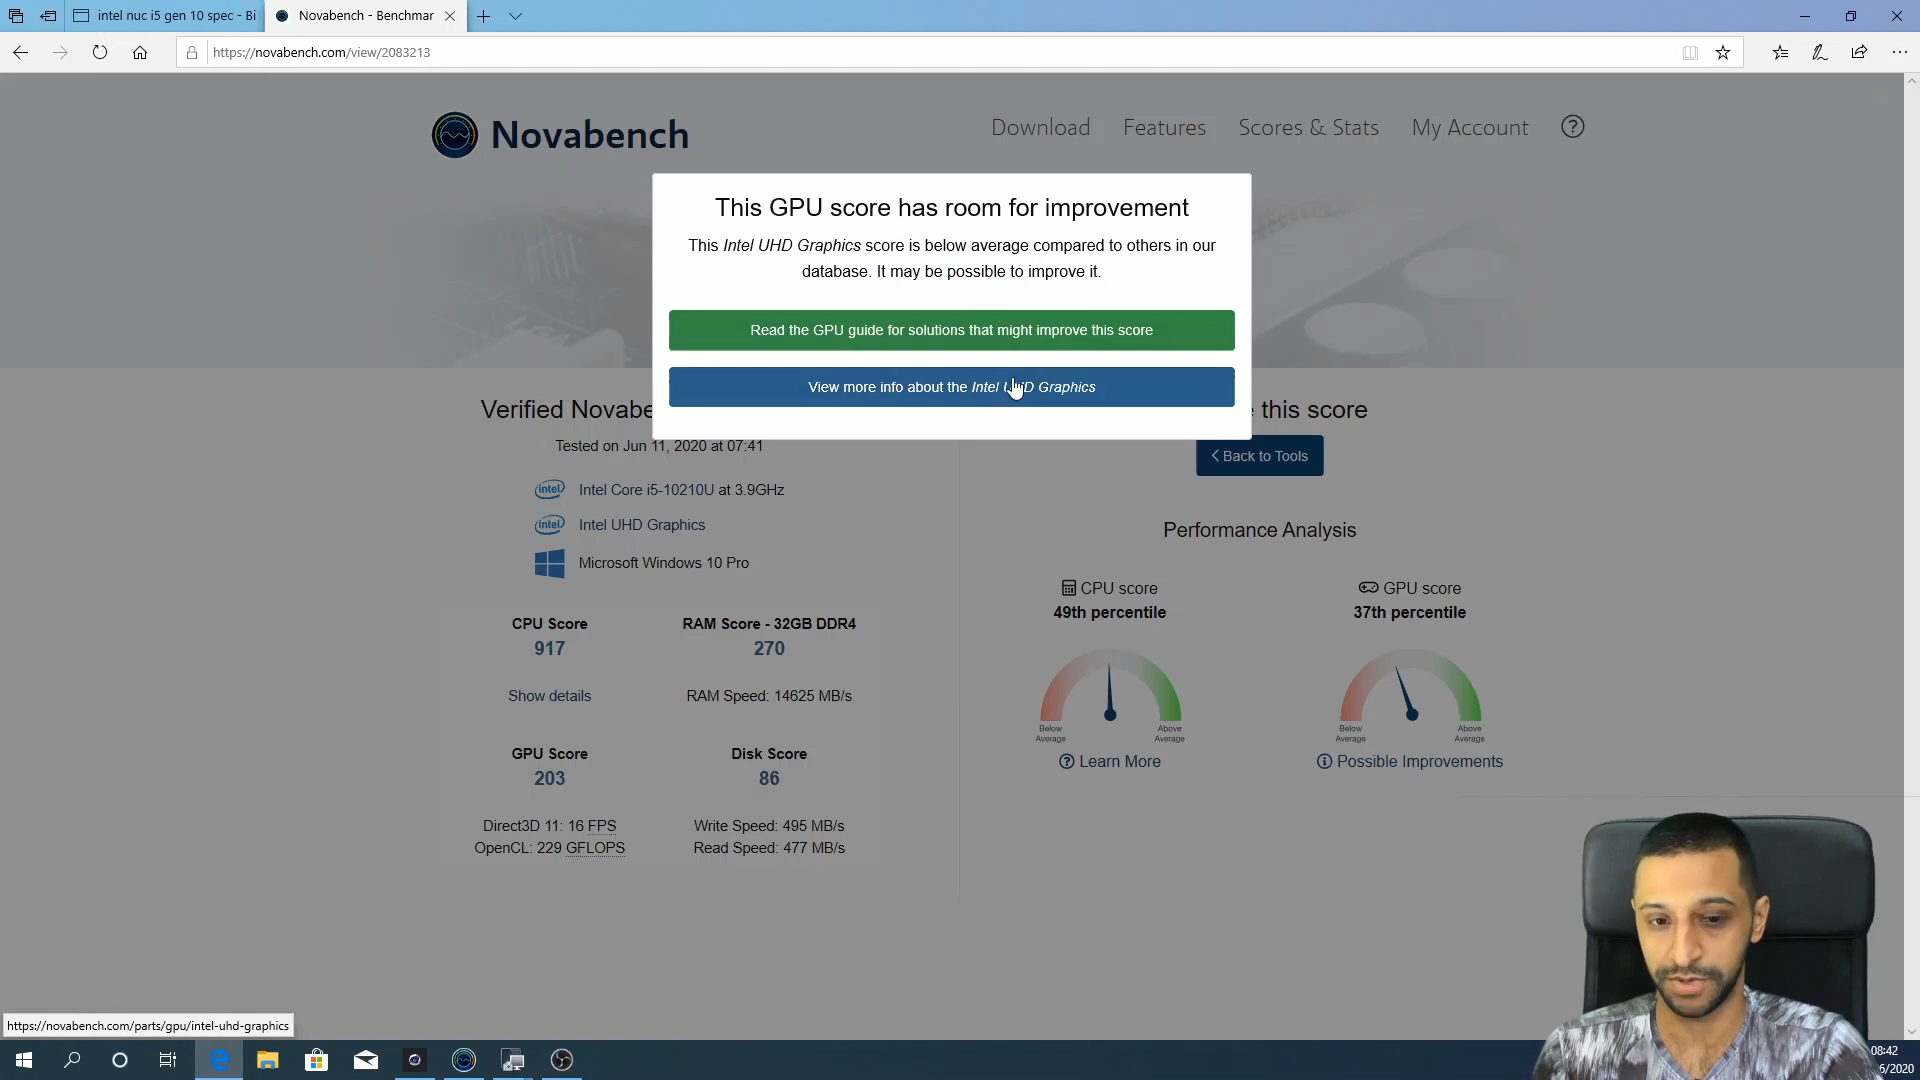 intel nuc i5 gen 10 spec - Bi
Novabench - Benchmar
https://novabench.com/view/2083213
Novabench
Download
Features
Scores & Stats
My Account
This GPU score has room for improvement
This Intel UHD Graphics score is below average compared to others in our
database. It may be possible to improve it.
Read the GPU guide for solutions that might improve this score
View more info about the Intel UHD Graphics
Verified Novabe
this score
Tested on Jun 11, 2020 at 07:41
Back to Tools
intel Intel Core i5-10210U at 3.9GHz
intel Intel UHD Graphics
Microsoft Windows 10 Pro
Performance Analysis
CPU score
49th percentile
GPU score
37th percentile
CPU Score
917
RAM Score - 32GB DDR4
270
Show details
RAM Speed: 14625 MB/s
Below
Average
Above
Average
Below
Average
Above
Average
GPU Score
203
Disk Score
86
Learn More
Possible Improvements
Direct3D 11: 16 FPS
OpenCL: 229 GFLOPS
Write Speed: 495 MB/s
Read Speed: 477 MB/s
https://novabench.com/parts/gpu/intel-uhd-graphics
08:42
6/2020